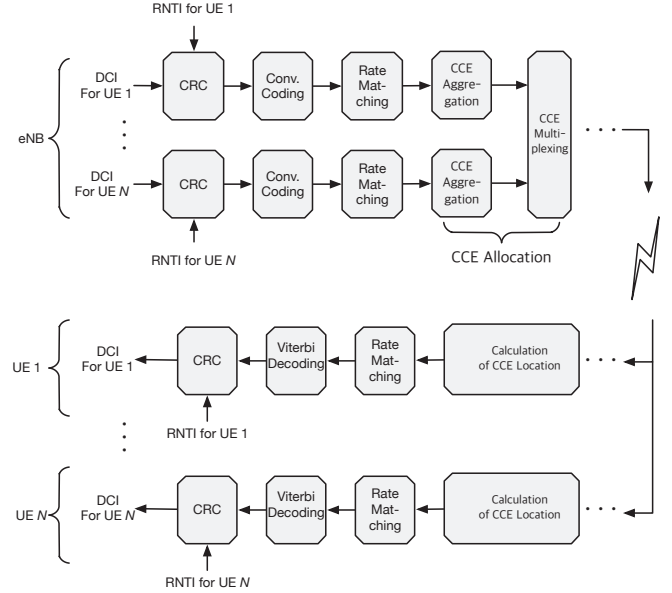 RNTI for UE 1
eNB
DCI
For UE 1
CRC
Conv.
Coding
Rate
Mat-
ching
CCE
Aggre-
gation
CCE
Multi-
plexing
DCI
For UE N
CRC
Conv.
Coding
Rate
Mat-
ching
CCE
Aggre-
gation
RNTI for UE N
CCE Allocation
UE 1
DCI
For UE 1
CRC
Viterbi
Decoding
Rate
Mat-
ching
Calculation
of CCE Location
RNTI for UE 1
UE N
DCI
For UE N
CRC
Viterbi
Decoding
Rate
Mat-
ching
Calculation
of CCE Location
RNTI for UE N